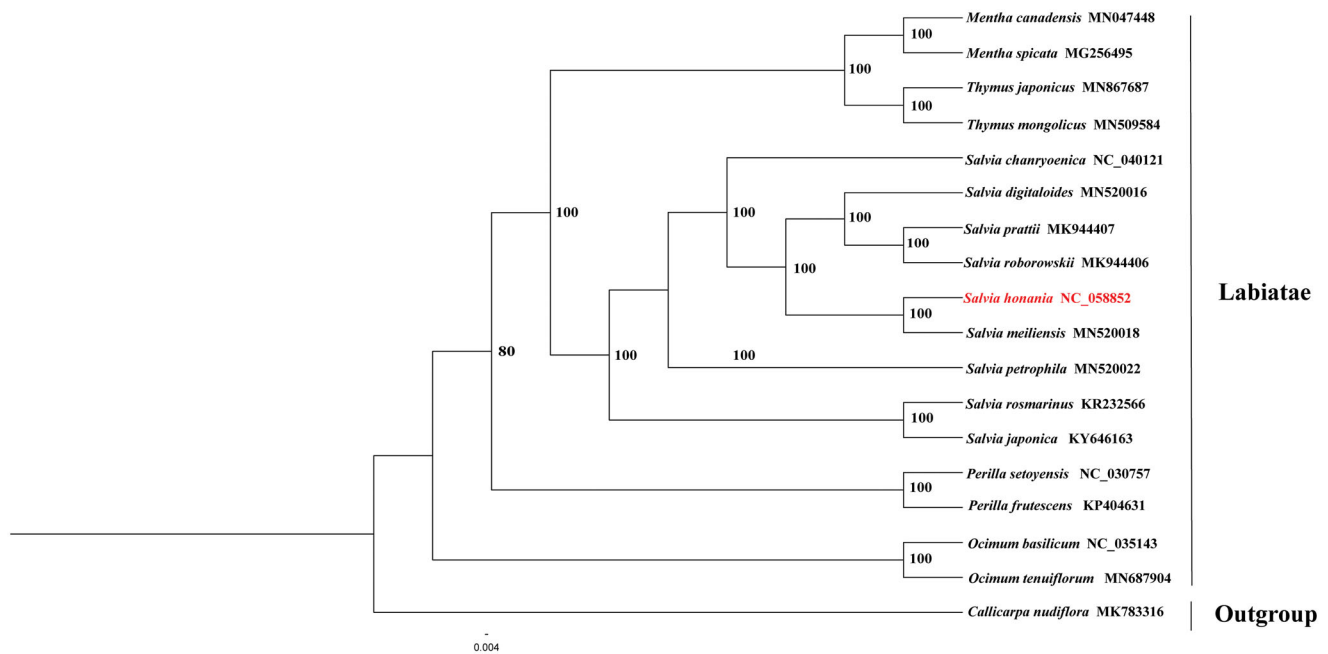 Mentha canadensis MN047448
100
Mentha spicata MG256495
100
Thymus japonicus MN867687
100
Thymus mongolicus MN509584
Salvia chanryoenica NC_040121
Salvia digitaloides MN520016
100
100
100
Salvia prattii MK944407
100
Salvia roborowskii MK944406
100
Salvia honania NC_058852
Labiatae
100
Salvia meiliensis MN520018
80
100
100
Salvia petrophila MN520022
Salvia rosmarinus KR232566
100
Salvia japonica KY646163
Perilla setoyensis NC_030757
100
Perilla frutescens KP404631
Ocimum basilicum NC_035143
100
Ocimum tenuiflorum MN687904
Callicarpa nudiflora MK783316
Outgroup
0.004